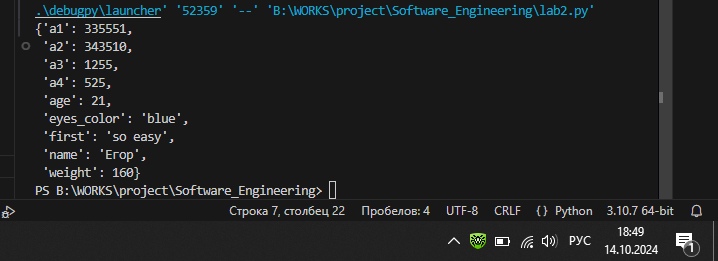 .\debugpy\launcher' '52359' '--' 'B:\WORKS\project\Software_Engineering\lab2.py'
{'a1': 335551,
'a2': 343510,
'a3': 1255,
'a4': 525,
'age': 21,
'eyes_color': 'blue',
'first': 'so easy',
'name': 'Егор',
'weight': 160}
PS B:\WORKS\project\Software_Engineering>
Строка 7, столбец 22 Пробелов: 4 UTF-8 CRLF {} Python 3.10.7 64-bit
РУС 18:49
14.10.2024 1